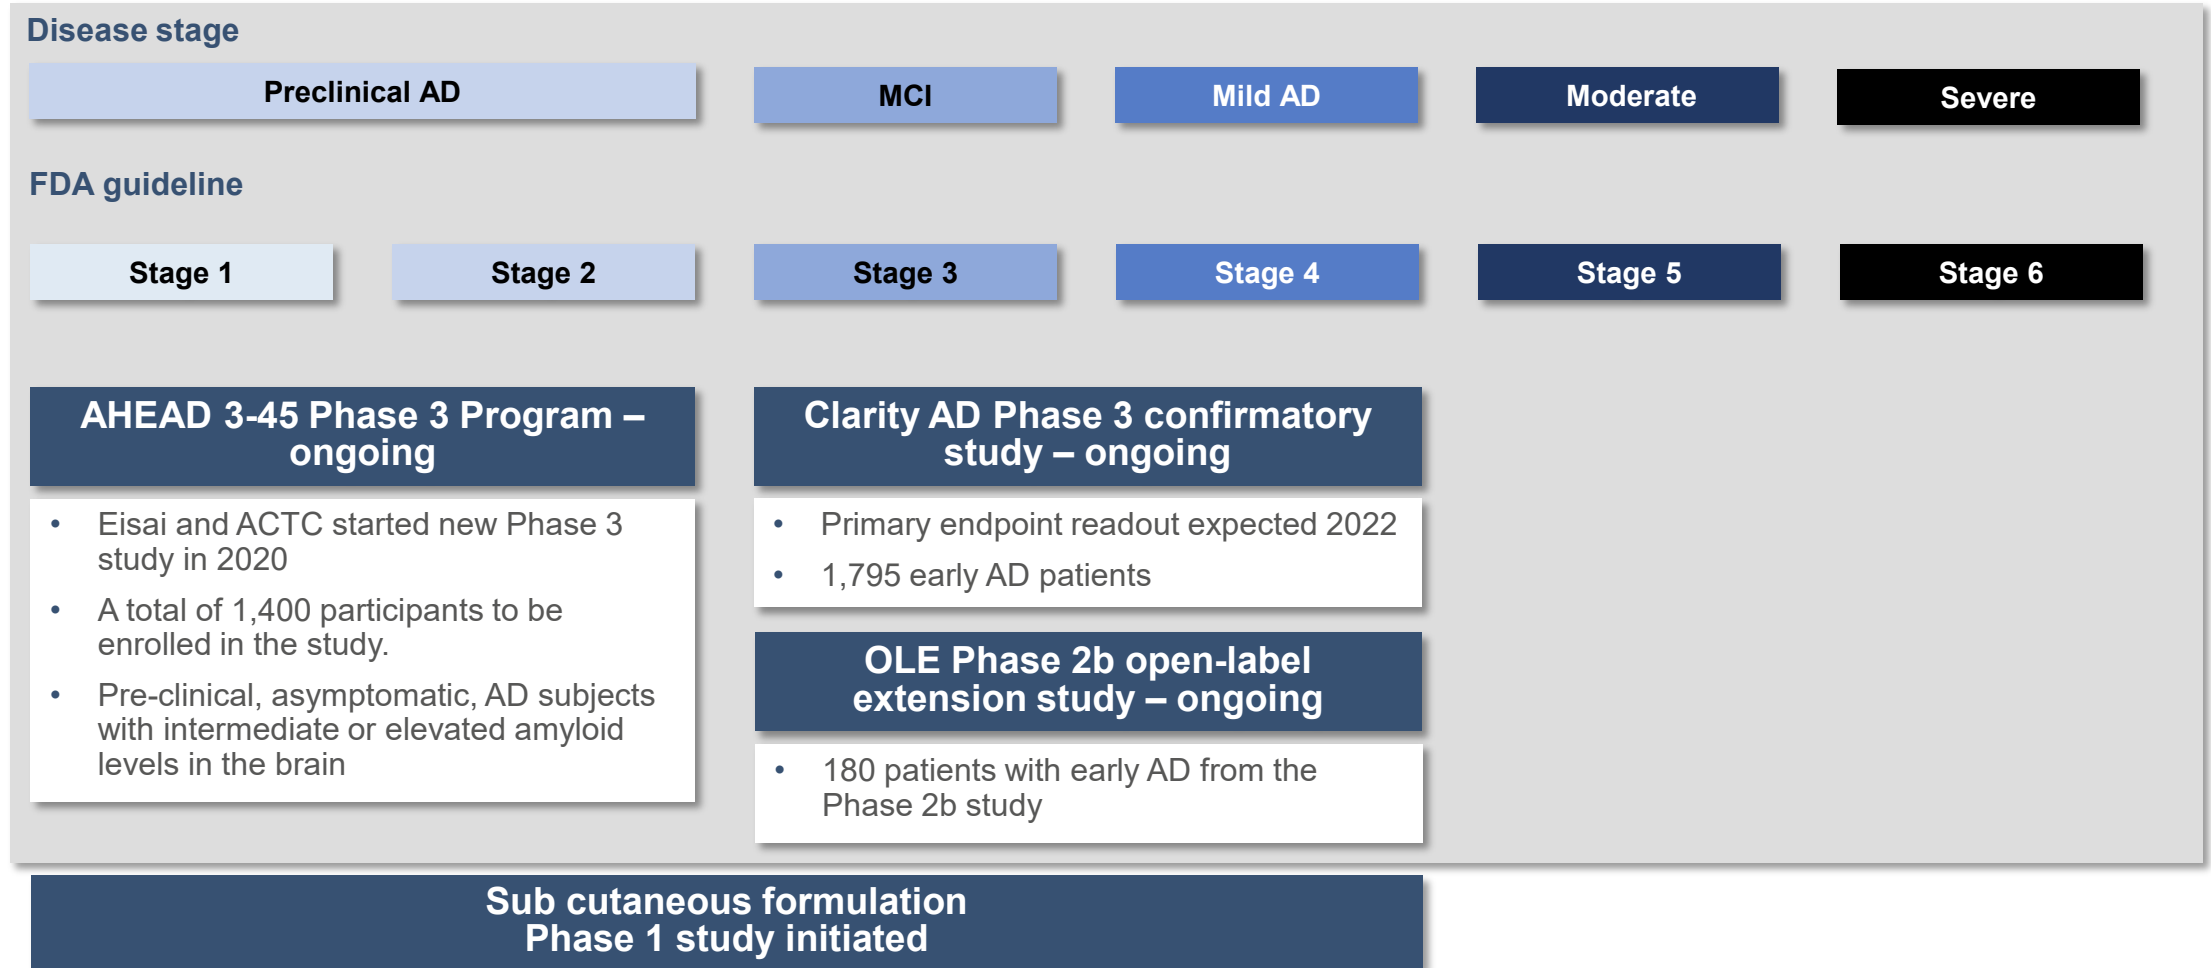 Disease stage
Preclinical AD
MCI
Mild AD
Moderate
Severe
FDA guideline
Stage 1
Stage 2
Stage 3
Stage 4
Stage 5
Stage 6
AHEAD 3-45 Phase 3 Program –
ongoing
• Eisai and ACTC started new Phase 3
study in 2020
• A total of 1,400 participants to be
enrolled in the study.
• Pre-clinical, asymptomatic, AD subjects
with intermediate or elevated amyloid
levels in the brain
Clarity AD Phase 3 confirmatory
study – ongoing
• Primary endpoint readout expected 2022
• 1,795 early AD patients
OLE Phase 2b open-label
extension study – ongoing
• 180 patients with early AD from the
Phase 2b study
Sub cutaneous formulation
Phase 1 study initiated